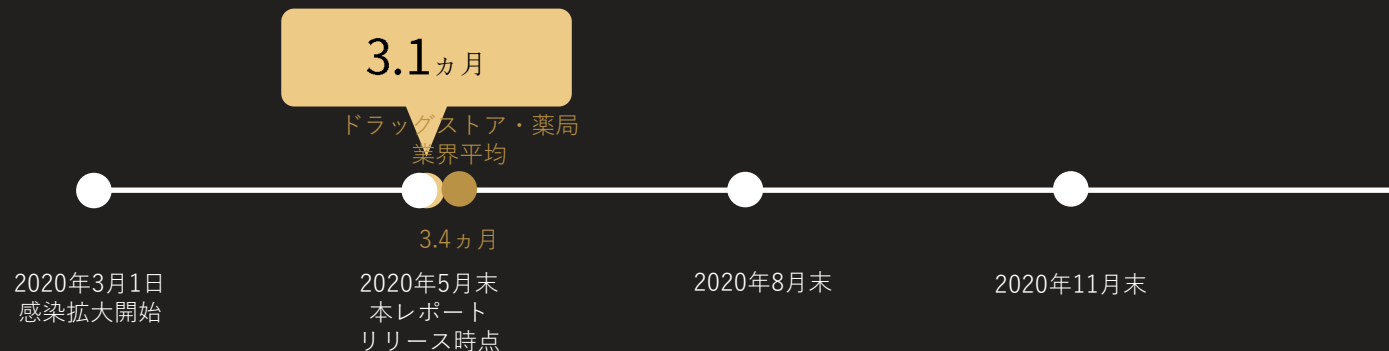 3.1ヵ月
ドラッグストア・薬局
業界平均
3.4ヵ月
2020年3月1日
感染拡大開始
2020年5月末
本レポート
リリース時点
2020年8月末
2020年11月末